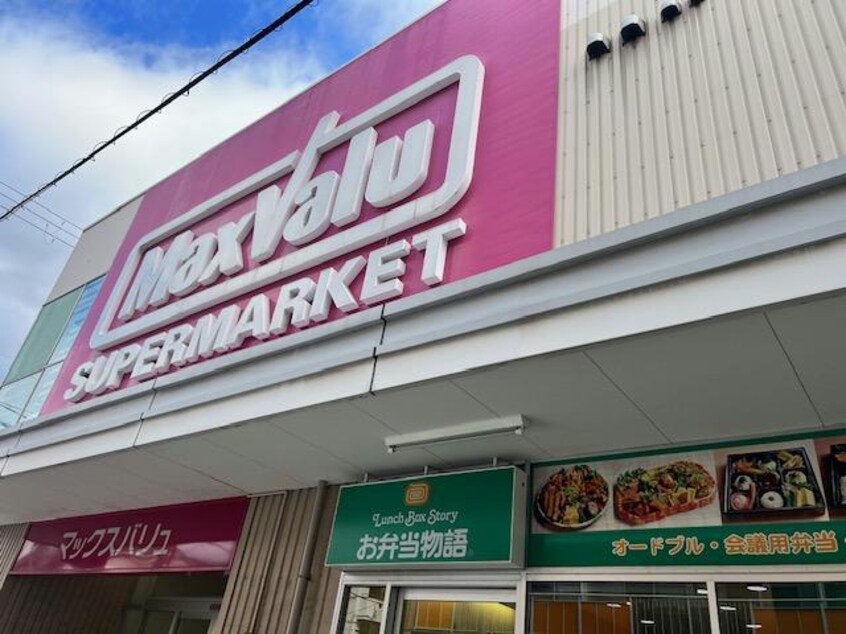 MaxValu
SUPERMARKET
マックスバリュ
Lunch Box Story
お弁当物語
オードブル・会議用弁当・